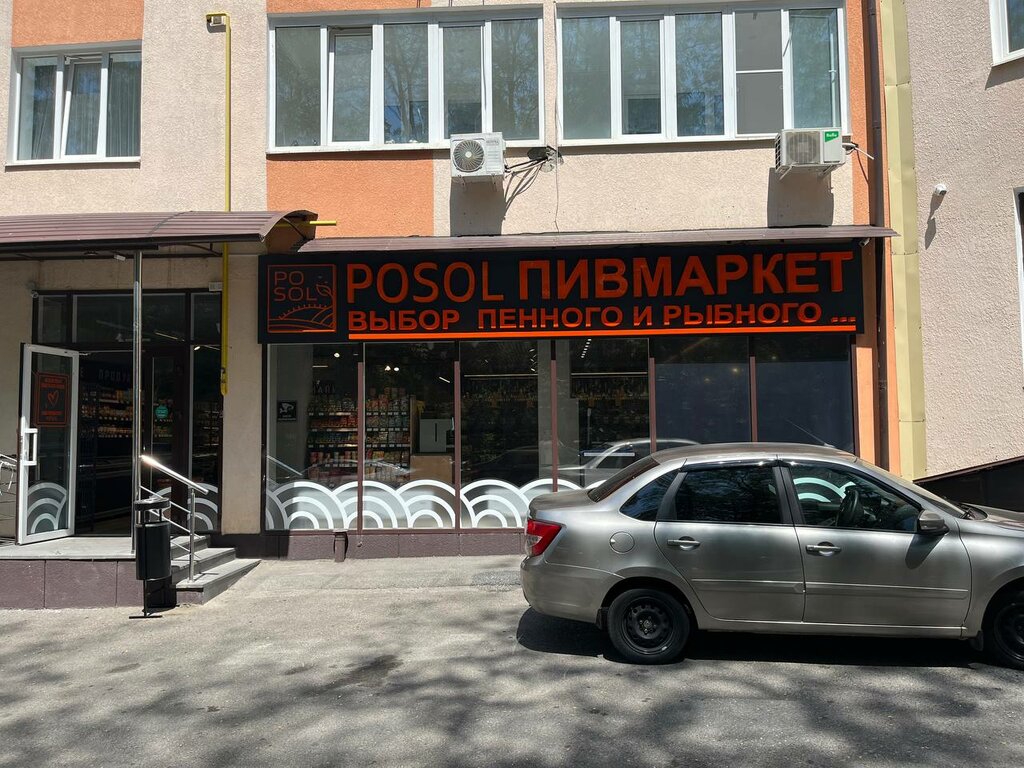 PO
SOL
POSOL ПИВМАРКЕТ
ВЫБОР ПЕННОГО И РЫБНОГО ...